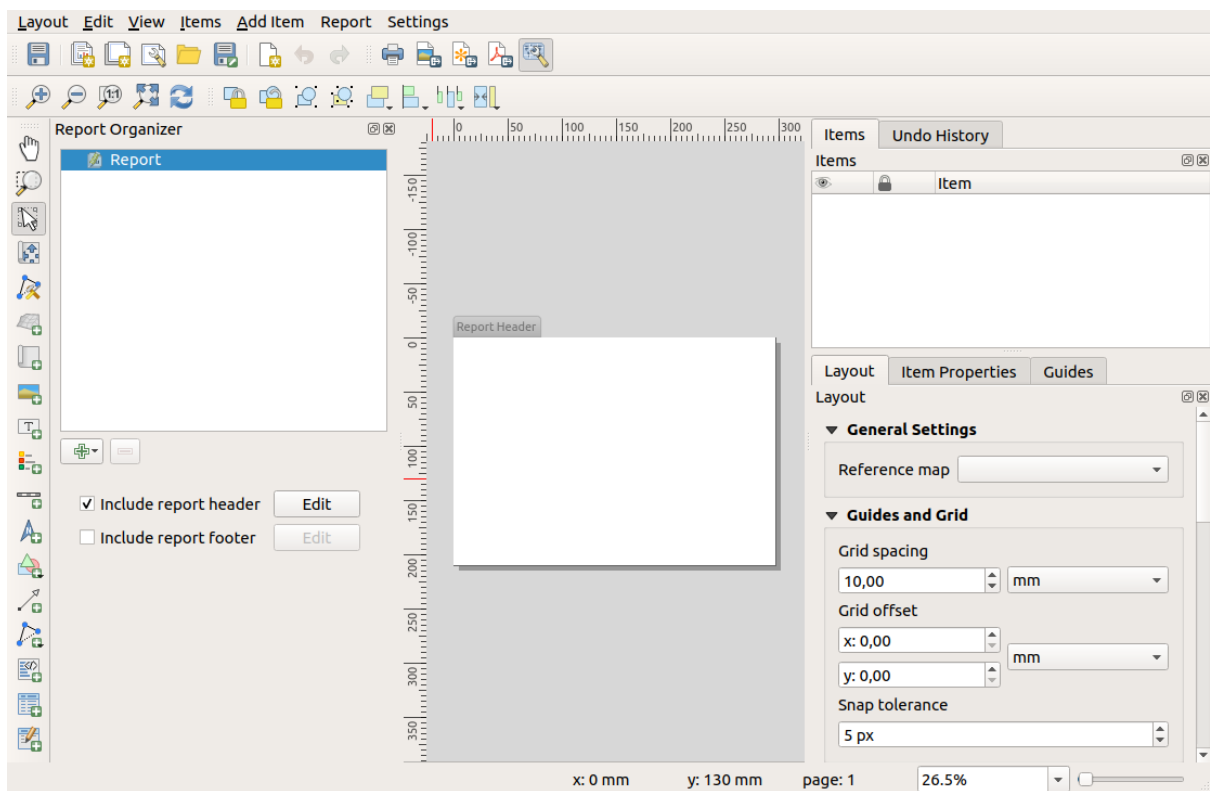 Layout Edit View Items Add Item Report Settings
1:1
Report Organizer
Report
Include report header Edit
Include report footer Edit
0 50 100 150 200 250 300
-150
-100
-50
0
50
100
150
200
250
300
350
Report Header
Items Undo History
Items
Item
Layout Item Properties Guides
Layout
General Settings
Reference map
Guides and Grid
Grid spacing
10,00 mm
Grid offset
x: 0,00
mm
y: 0,00
Snap tolerance
5 px
x: 0 mm y: 130 mm page: 1 26.5%